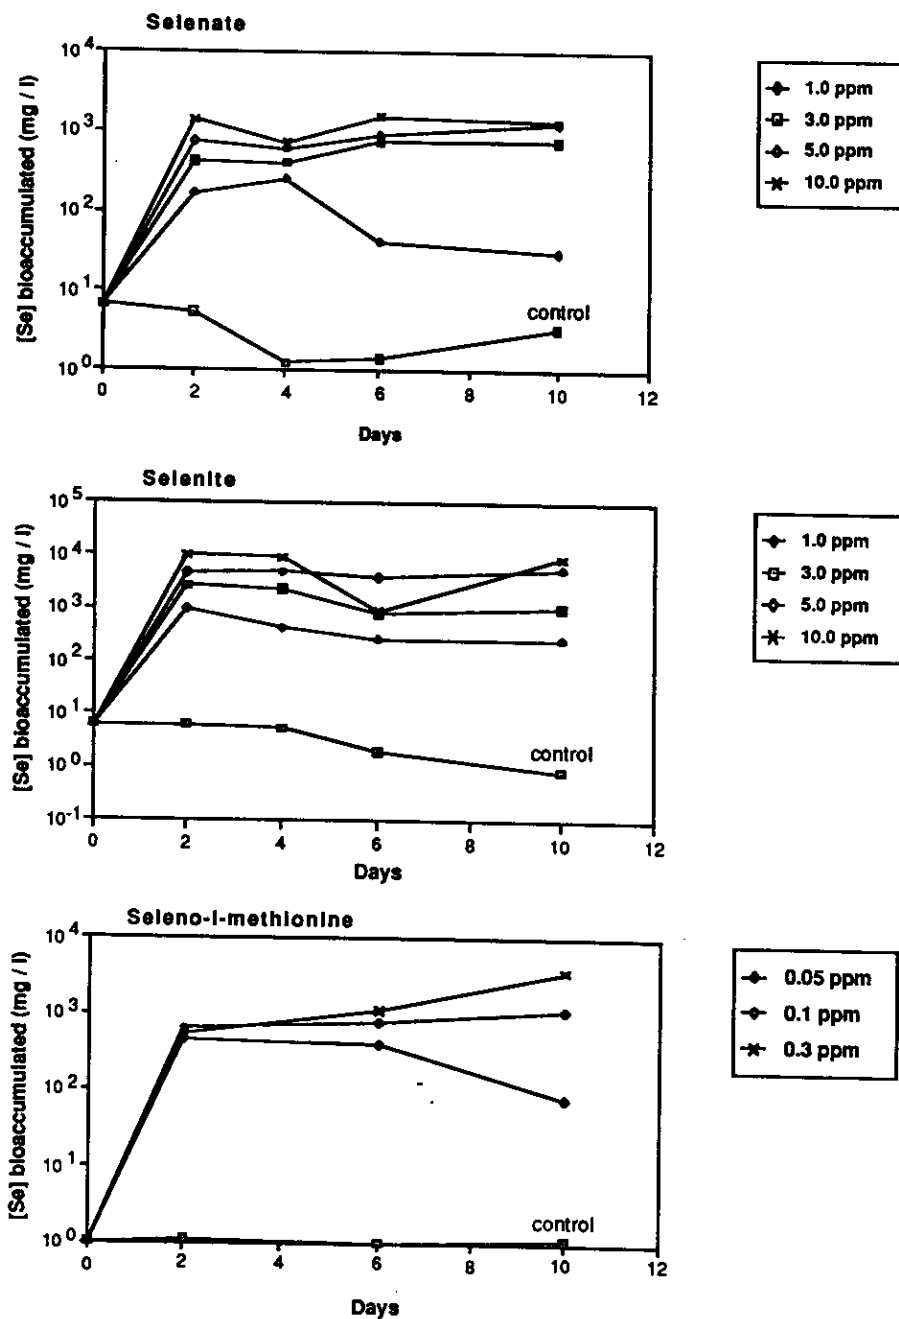 Selenate
[Se] bioaccumulated (mg / l)
10^4
10^3
10^2
10^1
10^0
control
0 2 4 6 8 10 12
Days
1.0 ppm
3.0 ppm
5.0 ppm
10.0 ppm
Selenite
[Se] bioaccumulated (mg / l)
10^5
10^4
10^3
10^2
10^1
10^0
10^-1
control
0 2 4 6 8 10 12
Days
1.0 ppm
3.0 ppm
5.0 ppm
10.0 ppm
Seleno-l-methionine
[Se] bioaccumulated (mg / l)
10^4
10^3
10^2
10^1
10^0
control
0 2 4 6 8 10 12
Days
0.05 ppm
0.1 ppm
0.3 ppm